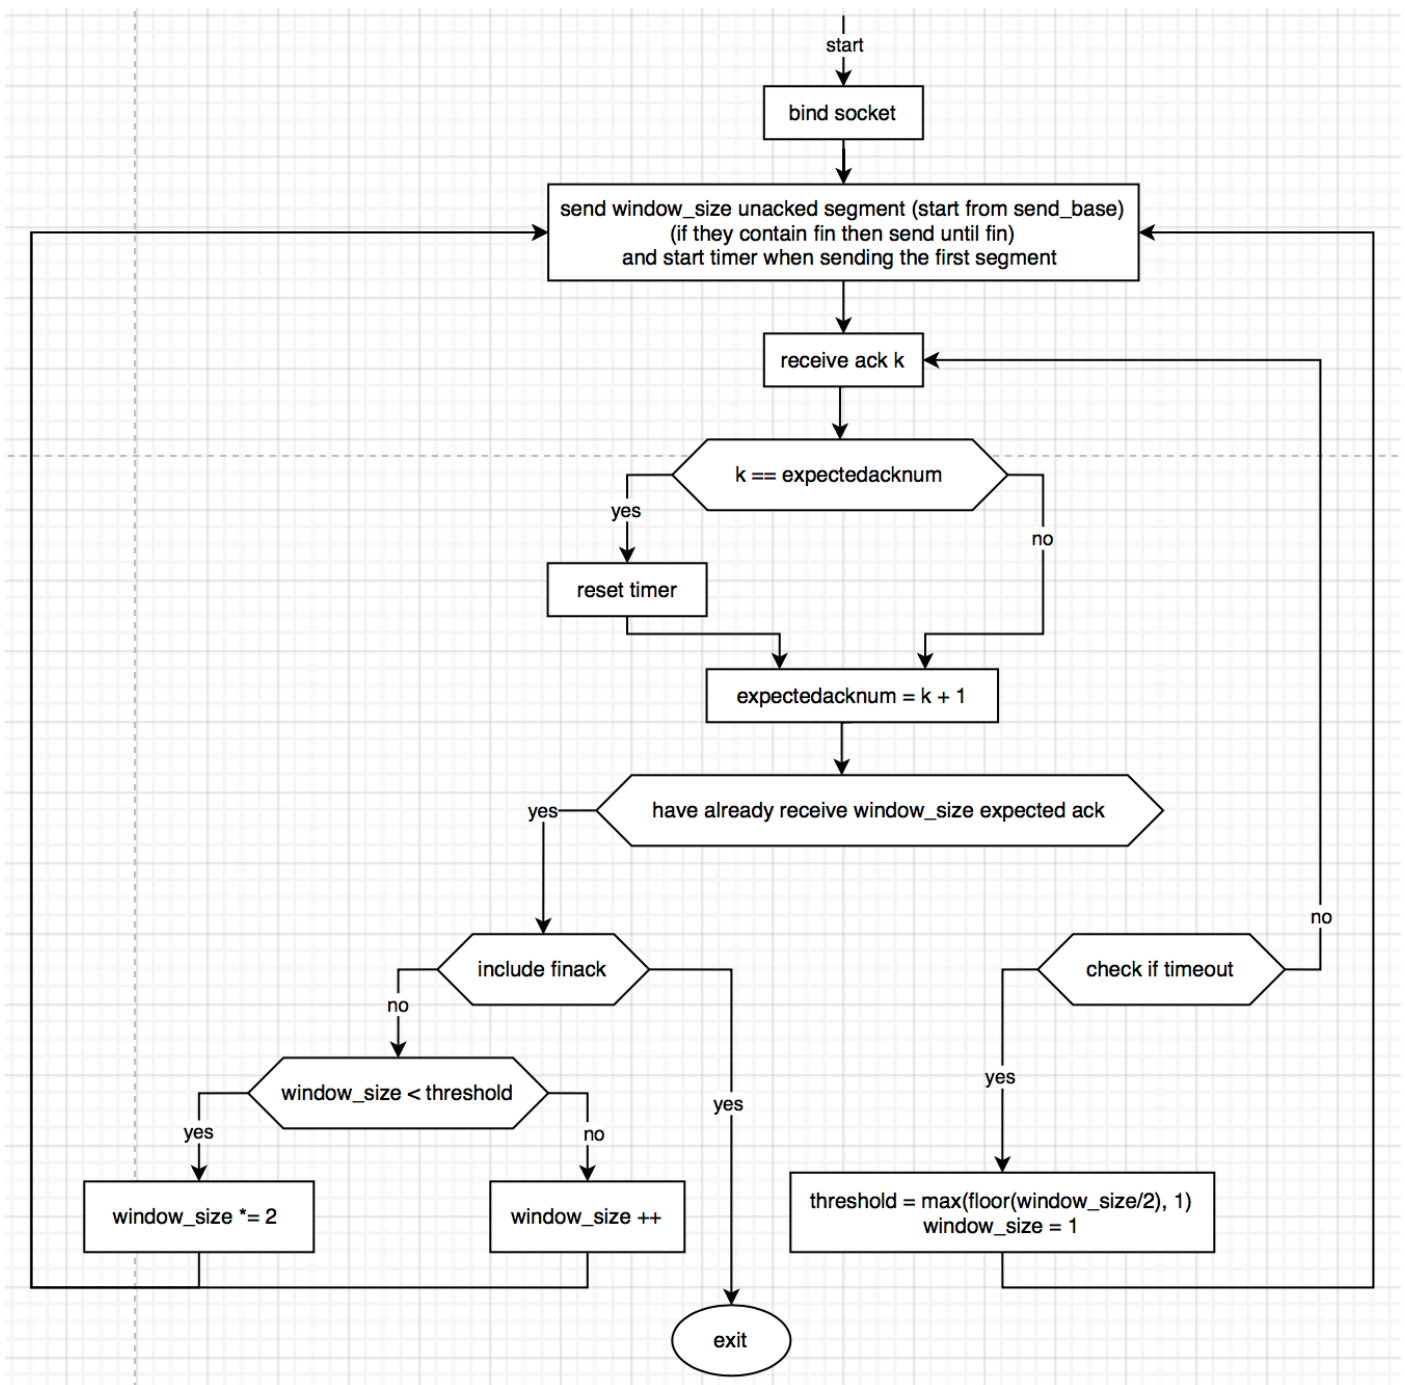 start
bind socket
send window_size unacked segment (start from send_base)
(if they contain fin then send until fin)
and start timer when sending the first segment
receive ack k
k == expectedacknum
yes
no
reset timer
expectedacknum = k + 1
have already receive window_size expected ack
yes
no
include finack
check if timeout
no
yes
yes
window_size < threshold
yes
no
window_size *= 2
window_size ++
threshold = max(floor(window_size/2), 1)
window_size = 1
exit